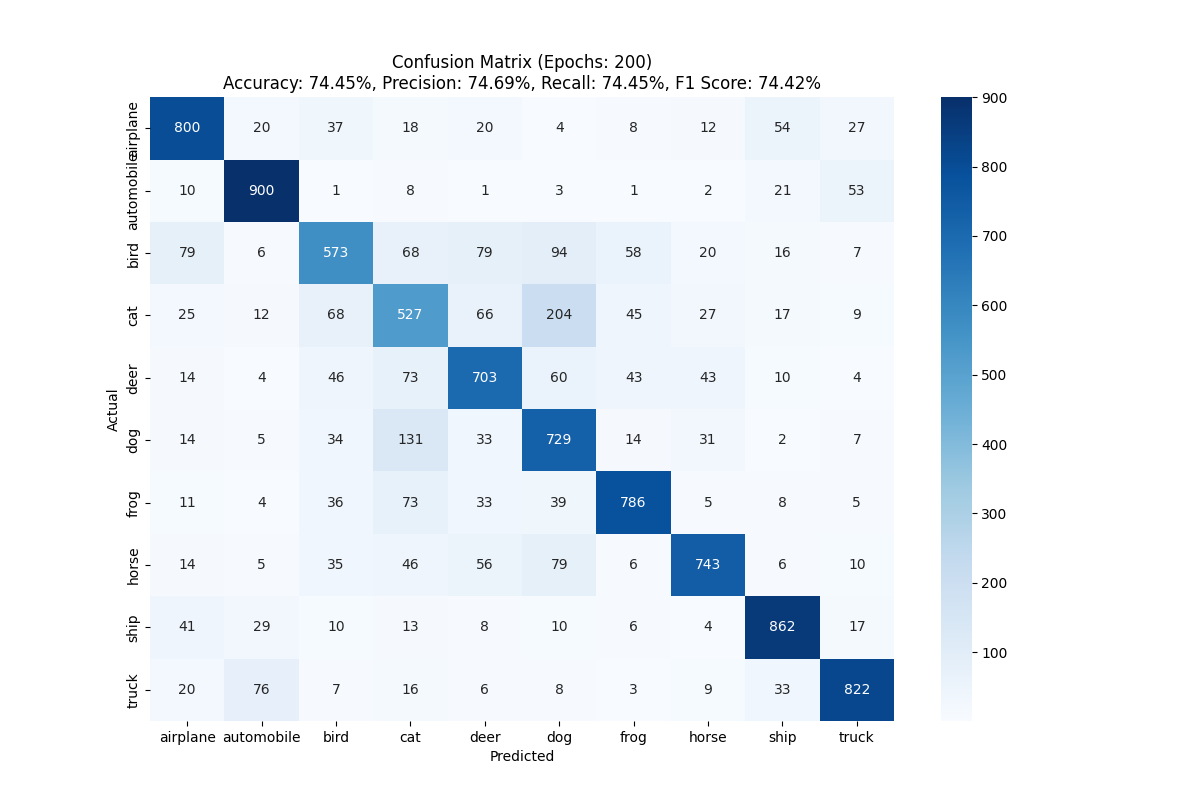 Confusion Matrix (Epochs: 200)
Accuracy: 74.45%, Precision: 74.69%, Recall: 74.45%, F1 Score: 74.42%
airplane 800 20 37 18 20 4 8 12 54 27
automobile 10 900 1 8 1 3 1 2 21 53
bird 79 6 573 68 79 94 58 20 16 7
cat 25 12 68 527 66 204 45 27 17 9
deer 14 4 46 73 703 60 43 43 10 4
dog 14 5 34 131 33 729 14 31 2 7
frog 11 4 36 73 33 39 786 5 8 5
horse 14 5 35 46 56 79 6 743 6 10
ship 41 29 10 13 8 10 6 4 862 17
truck 20 76 7 16 6 8 3 9 33 822
Actual
airplane automobile bird cat deer dog frog horse ship truck
Predicted
900
800
700
600
500
400
300
200
100